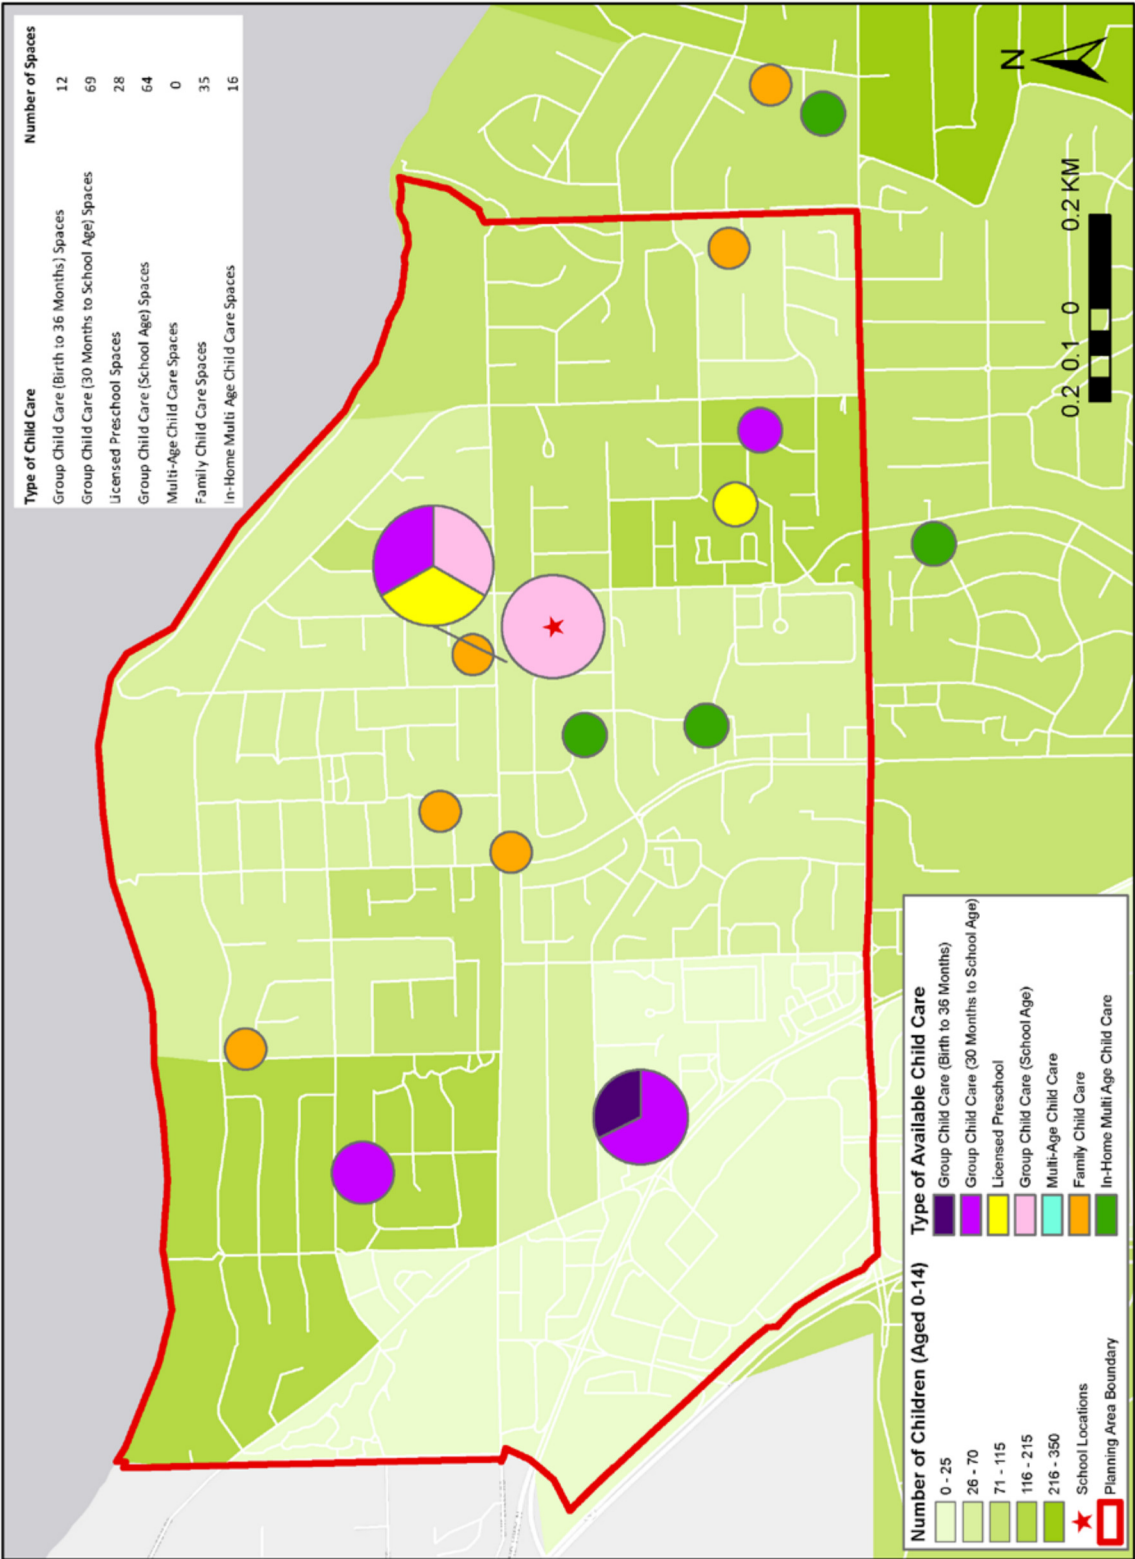 Type of Child Care Number of Spaces
Group Child Care (Birth to 36 Months) Spaces 12
Group Child Care (30 Months to School Age) Spaces 69
Licensed Preschool Spaces 28
Group Child Care (School Age) Spaces 64
Multi-Age Child Care Spaces 0
Family Child Care Spaces 35
In-Home Multi Age Child Care Spaces 16
Number of Children (Aged 0-14)
0 - 25
26 - 70
71 - 115
116 - 215
216 - 350
School Locations
Planning Area Boundary
Type of Available Child Care
Group Child Care (Birth to 36 Months)
Group Child Care (30 Months to School Age)
Licensed Preschool
Group Child Care (School Age)
Multi-Age Child Care
Family Child Care
In-Home Multi Age Child Care
0.2 0.1 0 0.2 KM
N